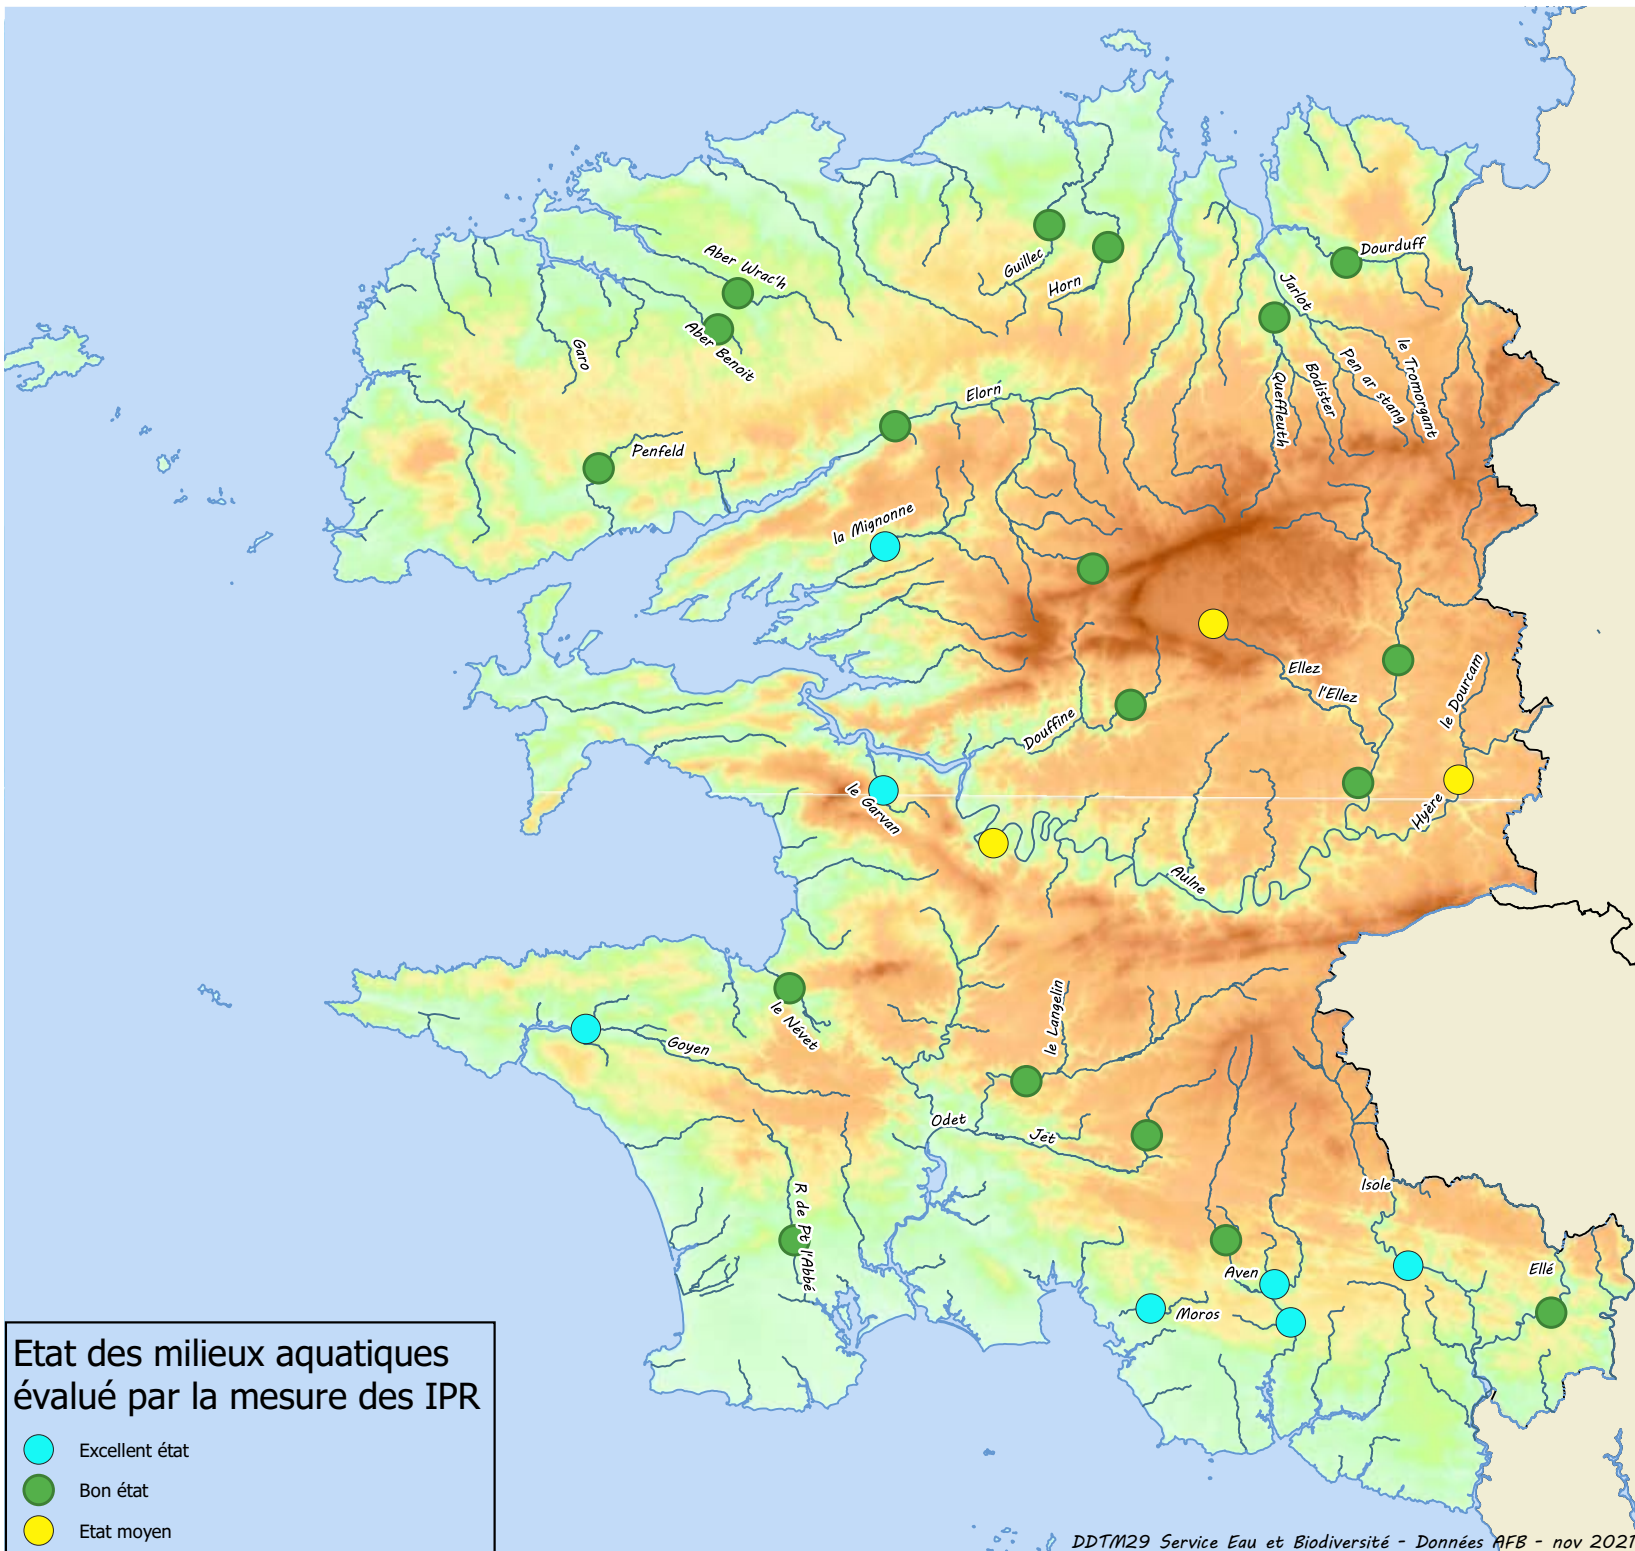 Dourduff
Aber Wrac'h
Guillec
Horn
Jarlot
Aber Benoit
Garo
le Tromorgant
Pen ar stang
Bodister
Queffleuth
Elorn
Penfeld
la Mignonne
Ellez
l'Ellez
le Dourcam
Douffine
le Garvan
Hyère
Aulne
le Langelin
le Névet
Goyen
Odet
Jet
Isole
R de Pt l'Abbé
Aven
Ellé
Moros
Etat des milieux aquatiques
évalué par la mesure des IPR
Excellent état
Bon état
Etat moyen
DDTM29 Service Eau et Biodiversité - Données AFB - nov 2021